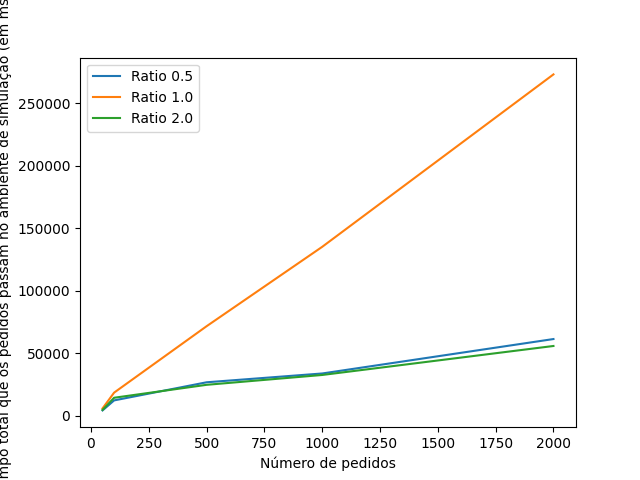 mpo total que os pedidos passam no ambiente de simulação (em ms
Ratio 0.5
Ratio 1.0
Ratio 2.0
250000
200000
150000
100000
50000
0
0 250 500 750 1000 1250 1500 1750 2000
Número de pedidos